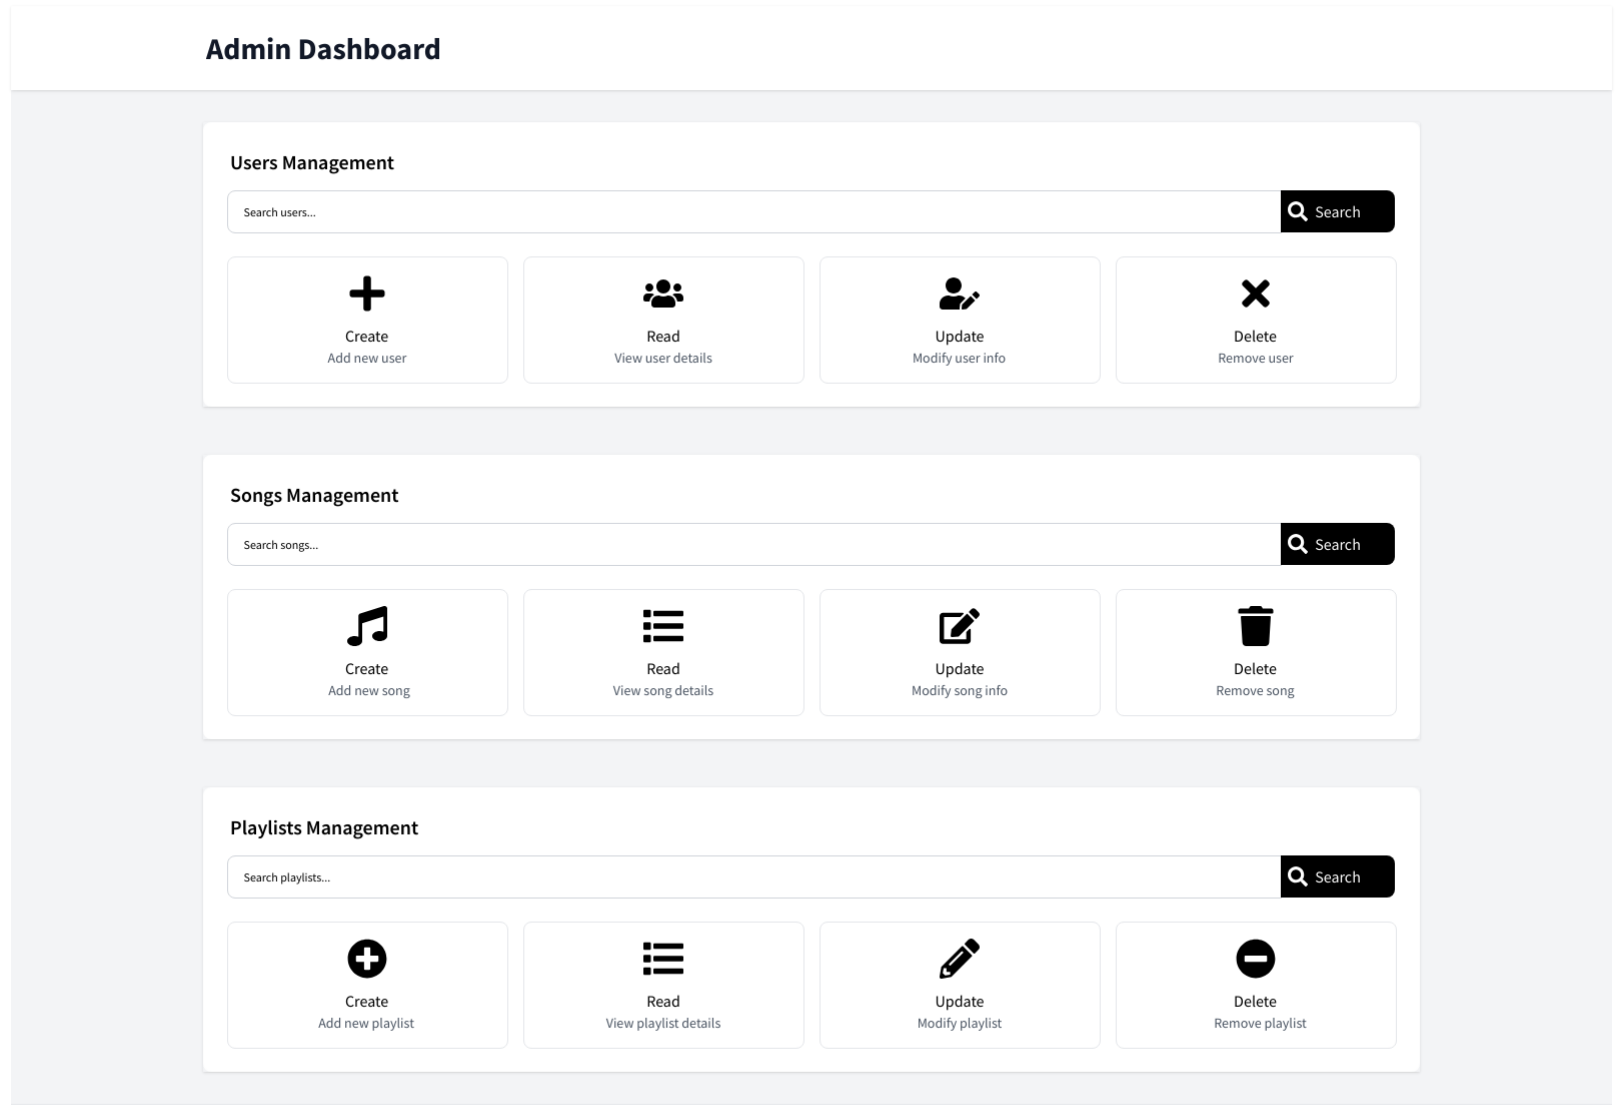 Admin Dashboard
Users Management
Search users...
Search
Create
Add new user
Read
View user details
Update
Modify user info
Delete
Remove user
Songs Management
Search songs...
Search
Create
Add new song
Read
View song details
Update
Modify song info
Delete
Remove song
Playlists Management
Search playlists...
Search
Create
Add new playlist
Read
View playlist details
Update
Modify playlist
Delete
Remove playlist